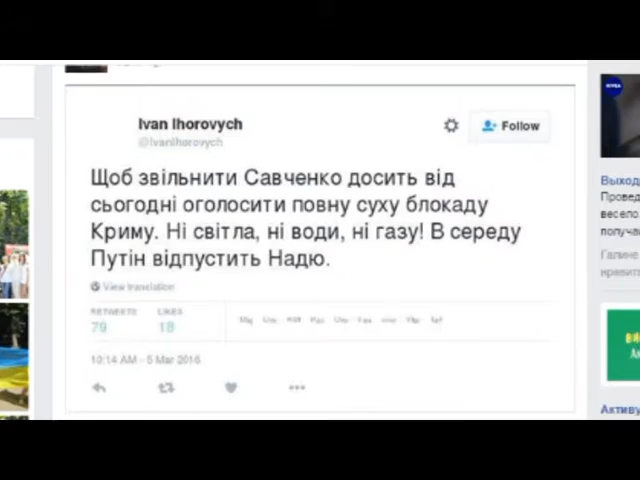 Ivan Ihorovych
@IvanIhorovych
Follow
Щоб звільнити Савченко досить від
сьогодні оголосити повну суху блокаду
Криму. Ні світла, ні води, ні газу! В середу
Путін відпустить Надю.
View translation
RETWEETS LIKES
79 18
10:14 AM - 5 Mar 2016
NIVEA
Провед
весело.
Галине
нравит
Активу